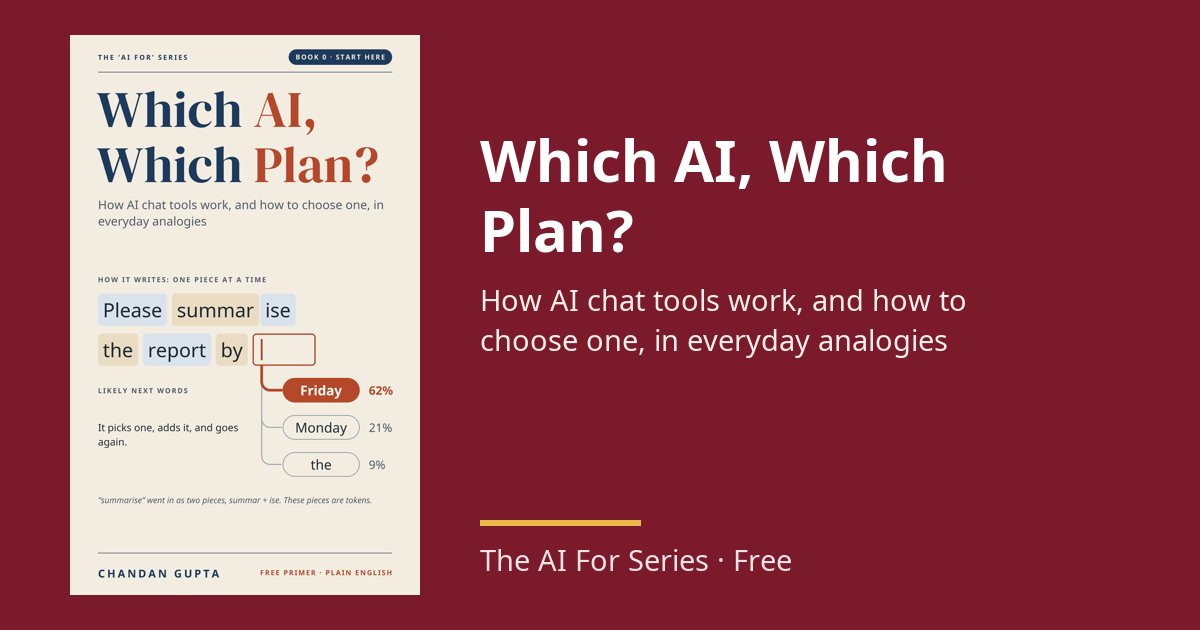 THE 'AI FOR' SERIES
BOOK 0 · START HERE
Which AI,
Which Plan?
How AI chat tools work, and how to choose one, in
everyday analogies
HOW IT WRITES: ONE PIECE AT A TIME
Please summar ise
the report by
LIKELY NEXT WORDS
Friday 62%
It picks one, adds it, and goes
again.
Monday 21%
the 9%
"summarise" went in as two pieces, summar + ise. These pieces are tokens.
CHANDAN GUPTA
FREE PRIMER · PLAIN ENGLISH
Which AI, Which
Plan?
How AI chat tools work, and how to
choose one, in everyday analogies
The AI For Series · Free